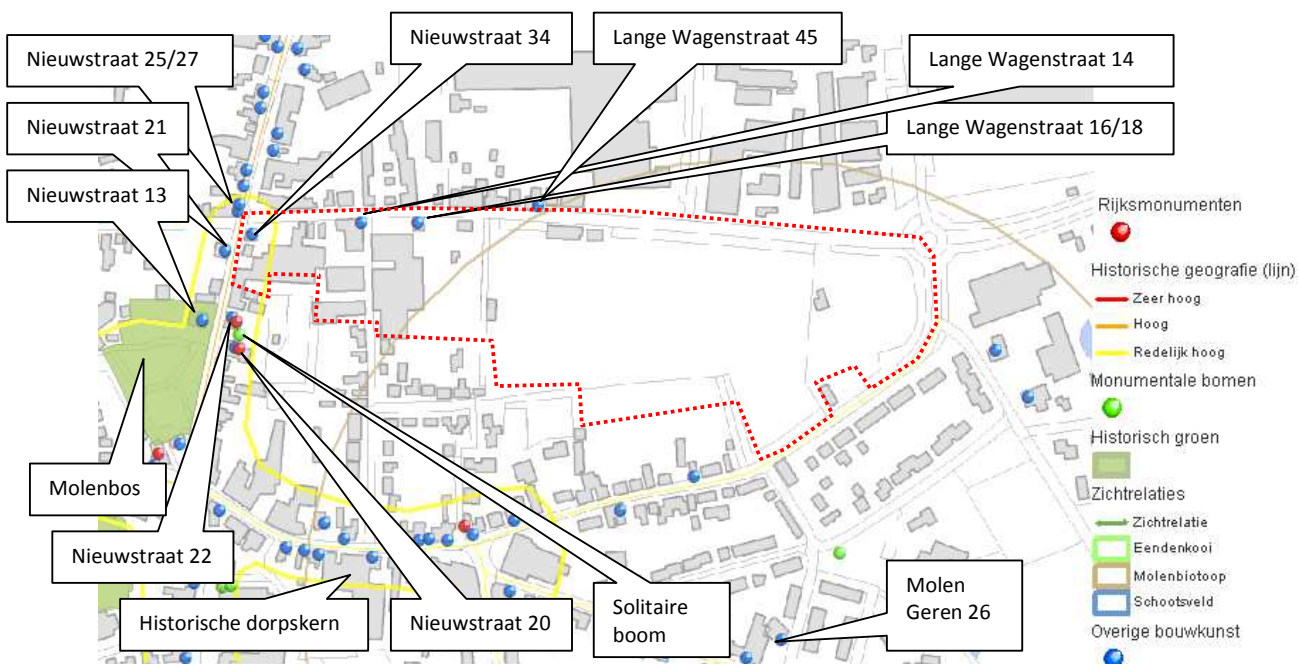 Nieuwstraat 25/27
Nieuwstraat 34
Lange Wagenstraat 45
Lange Wagenstraat 14
Nieuwstraat 21
Lange Wagenstraat 16/18
Nieuwstraat 13
Rijksmonumenten
Historische geografie (lijn)
Zeer hoog
Hoog
Redelijk hoog
Monumentale bomen
Historisch groen
Zichtrelaties
Zichtrelatie
Eendenkooi
Molenbiotoop
Schootsveld
Overige bouwkunst
Molenbos
Nieuwstraat 22
Historische dorpskern
Nieuwstraat 20
Solitaire
boom
Molen
Geren 26